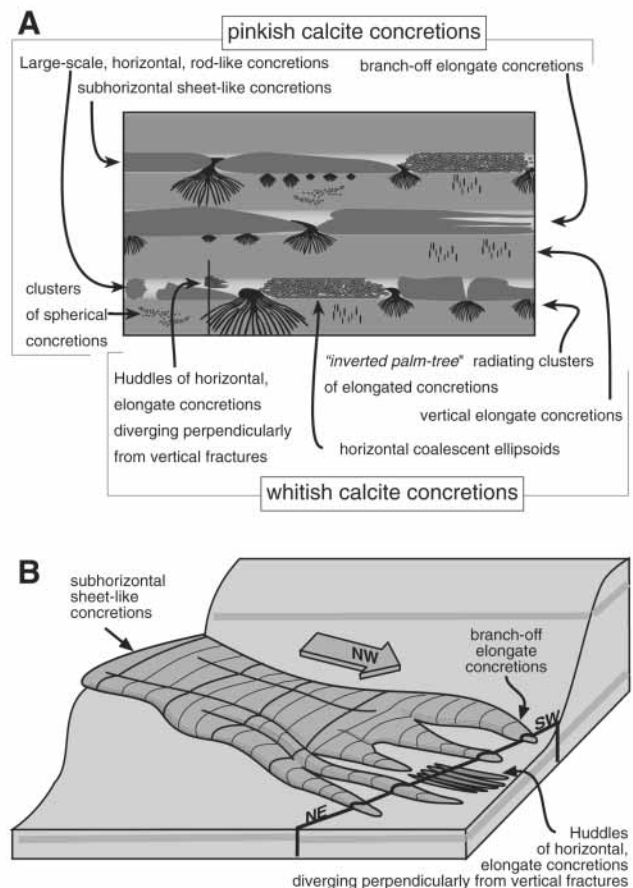 A
pinkish calcite concretions
Large-scale, horizontal, rod-like concretions
subhorizontal sheet-like concretions
branch-off elongate concretions
clusters
of spherical
concretions
Huddles of horizontal,
elongate concretions
diverging perpendicularly
from vertical fractures
"inverted palm-tree" radiating clusters
of elongated concretions
vertical elongate concretions
horizontal coalescent ellipsoids
whitish calcite concretions
B
subhorizontal
sheet-like
concretions
NW
branch-off
elongate
concretions
SW
NE
Huddles
of horizontal,
elongate concretions
diverging perpendicularly from vertical fractures